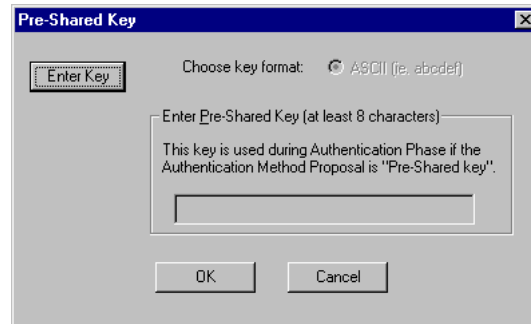 Pre-Shared Key
Enter Key
Choose key format:
ASCII (ie. abcdef)
Enter Pre-Shared Key (at least 8 characters)
This key is used during Authentication Phase if the
Authentication Method Proposal is "Pre-Shared key".
OK
Cancel